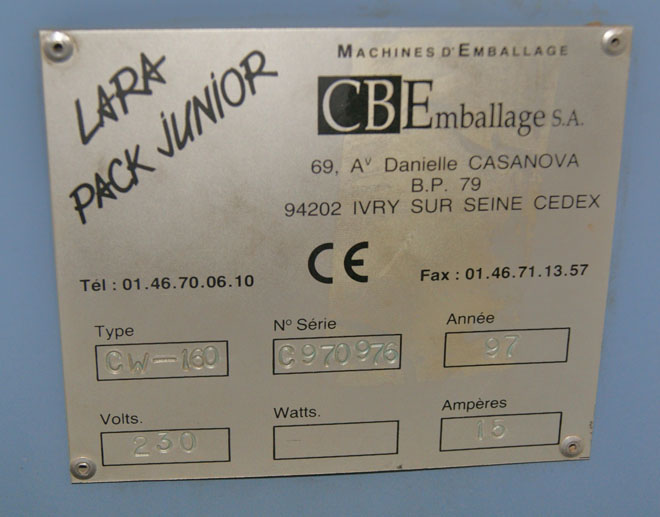 LARA
PACK JUNIOR
MACHINES D'EMBALLAGE
CBEmballage S.A.
69, Av Danielle CASANOVA
B.P. 79
94202 IVRY SUR SEINE CEDEX
CE
Tél : 01.46.70.06.10
Fax : 01.46.71.13.57
Type
CW-160
No Série
C970976
Année
97
Volts.
230
Watts.
—
Ampères
15